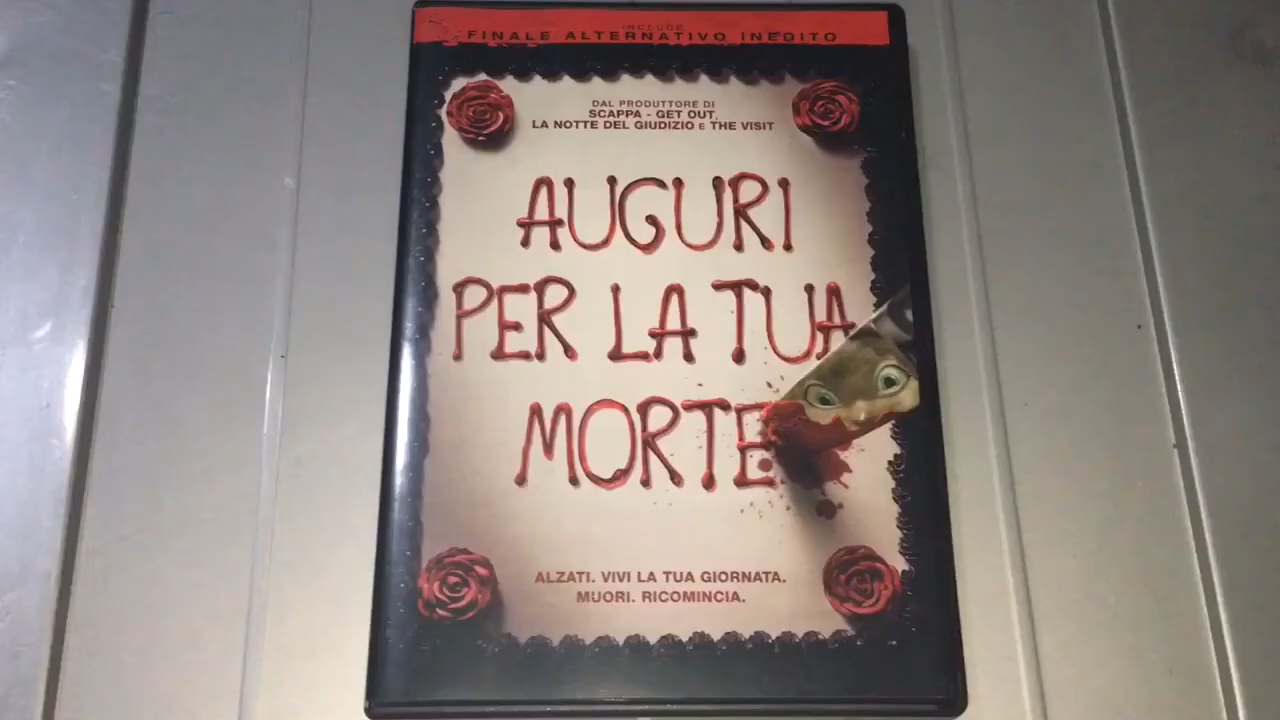 INCLUDE
FINALE ALTERNATIVO INEDITO
DAL PRODUTTORE DI
SCAPPA - GET OUT,
LA NOTTE DEL GIUDIZIO E THE VISIT
AUGURI
PER LA TUA
MORTE
ALZATI. VIVI LA TUA GIORNATA.
MUORI. RICOMINCIA.